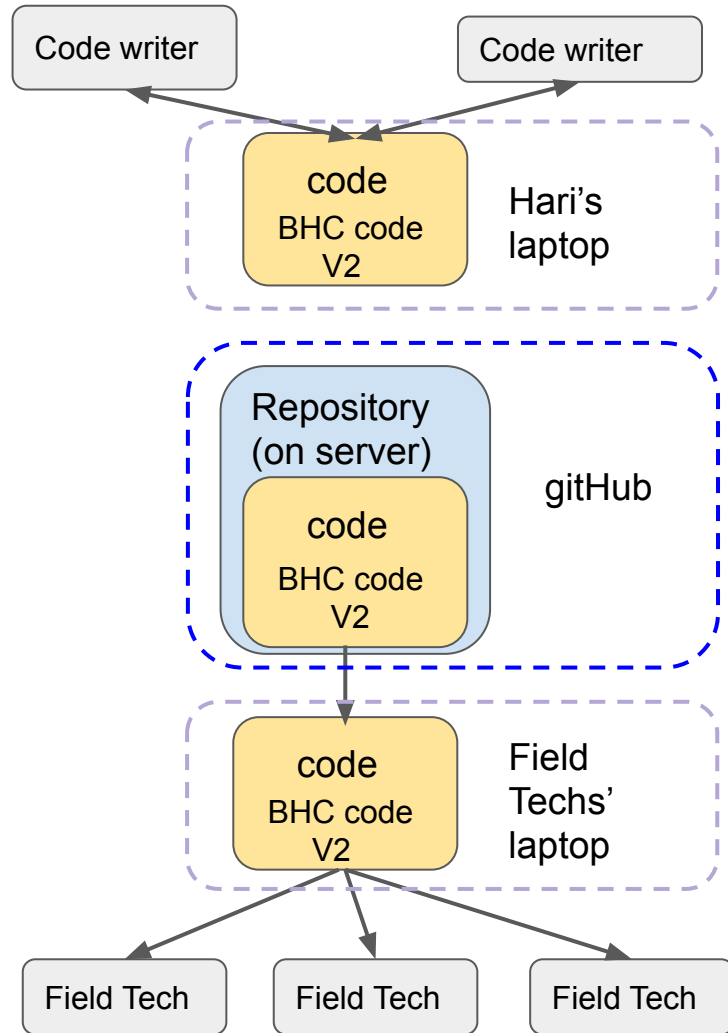 Code writer
Code writer
code
BHC code
V2
Hari’s
laptop
Repository
(on server)
code
BHC code
V2
gitHub
code
BHC code
V2
Field
Techs’
laptop
Field Tech
Field Tech
Field Tech